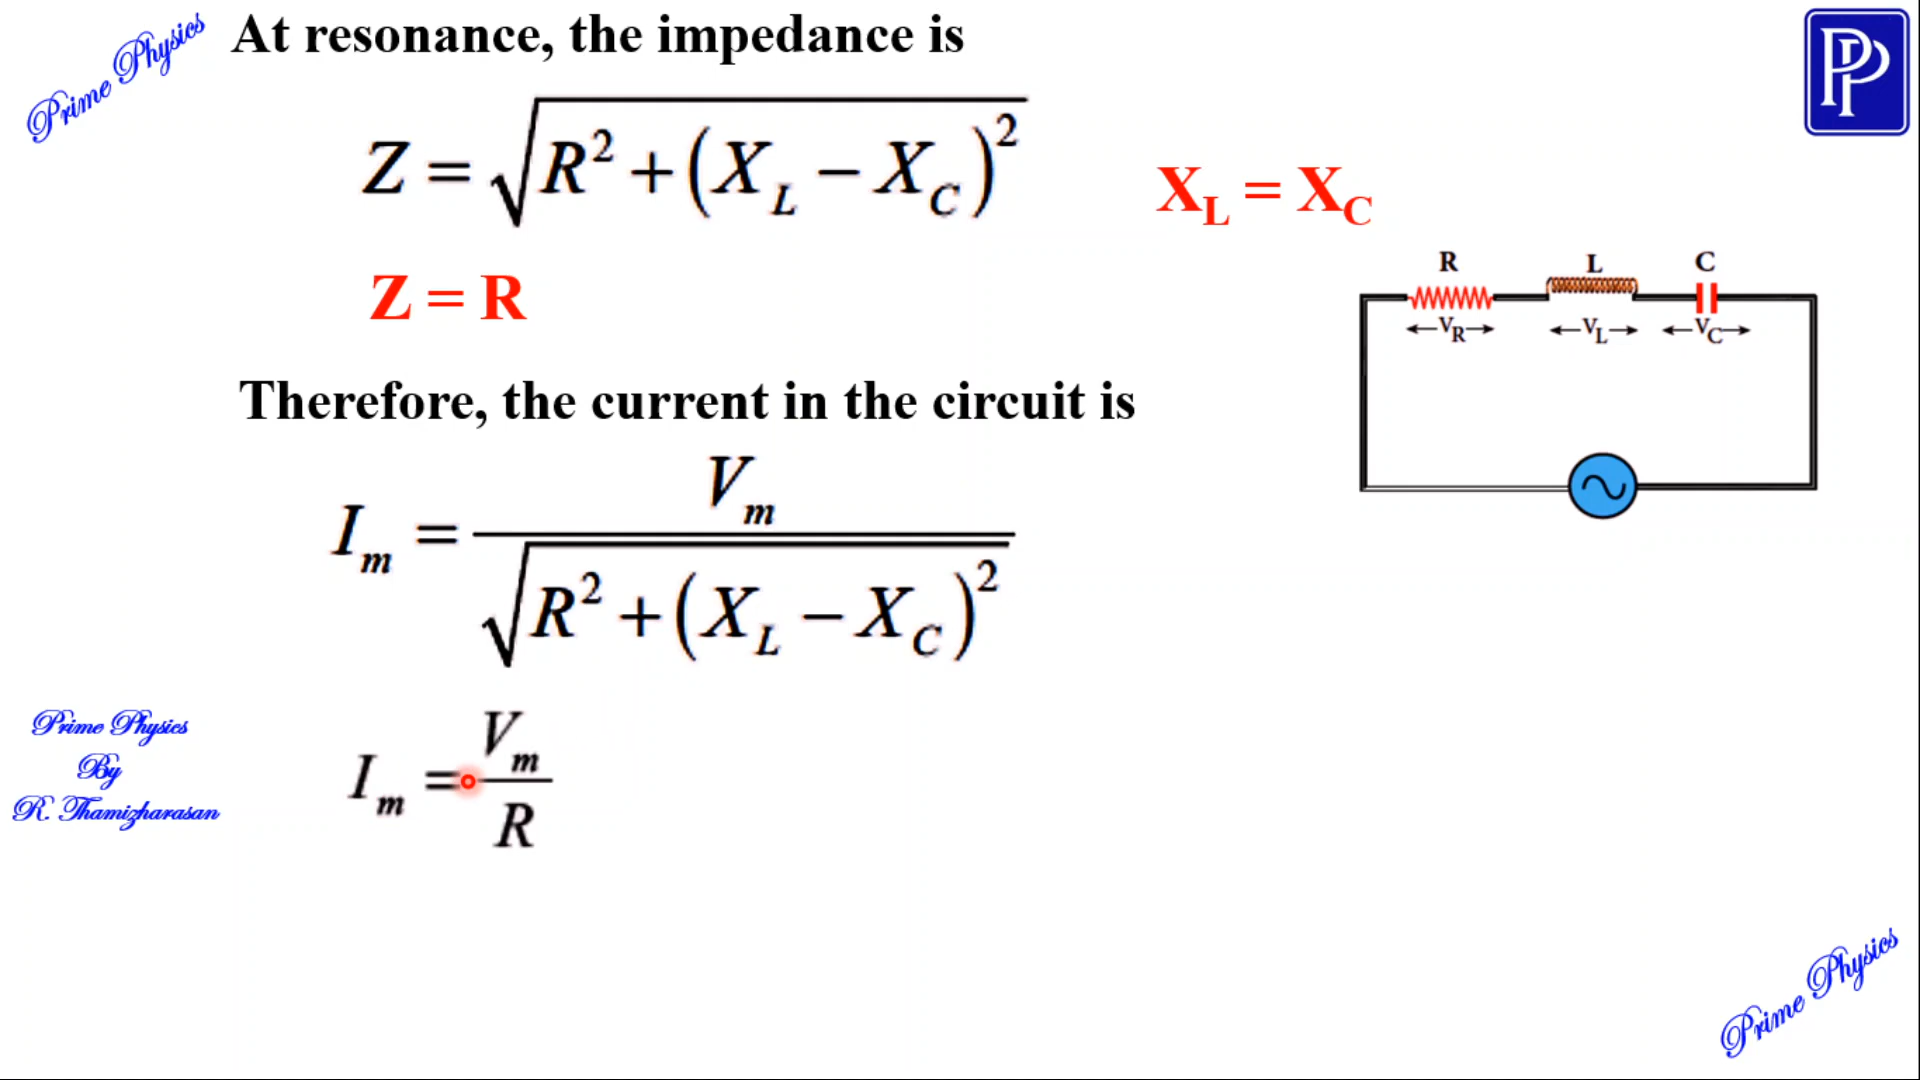 Prime Physics
At resonance, the impedance is
PP
Z = √(R² + (X_L − X_C)²)
X_L = X_C
Z = R
R L C
V_R V_L V_C
Therefore, the current in the circuit is
I_m = V_m / √(R² + (X_L − X_C)²)
Prime Physics
By
R. Thamizharasan
I_m = V_m / R
Prime Physics